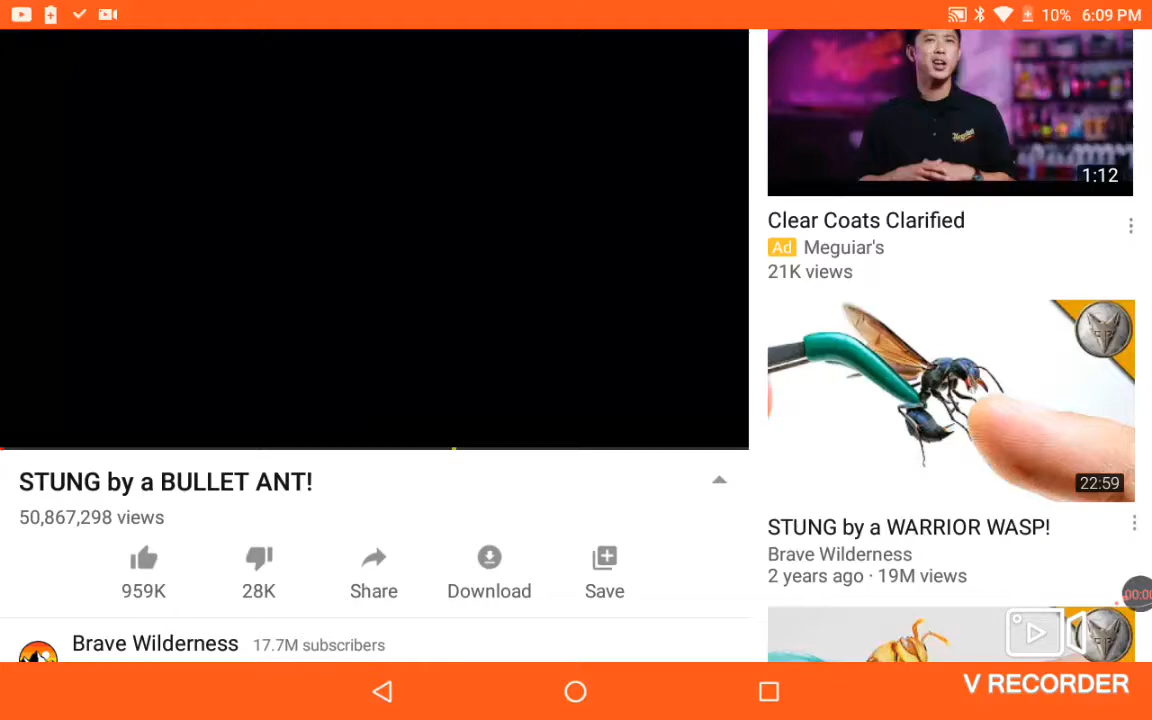 10% 6:09 PM
1:12
Clear Coats Clarified
Ad Meguiar's
21K views
22:59
STUNG by a BULLET ANT!
50,867,298 views
959K 28K Share Download Save
STUNG by a WARRIOR WASP!
Brave Wilderness
2 years ago · 19M views
Brave Wilderness 17.7M subscribers
V RECORDER